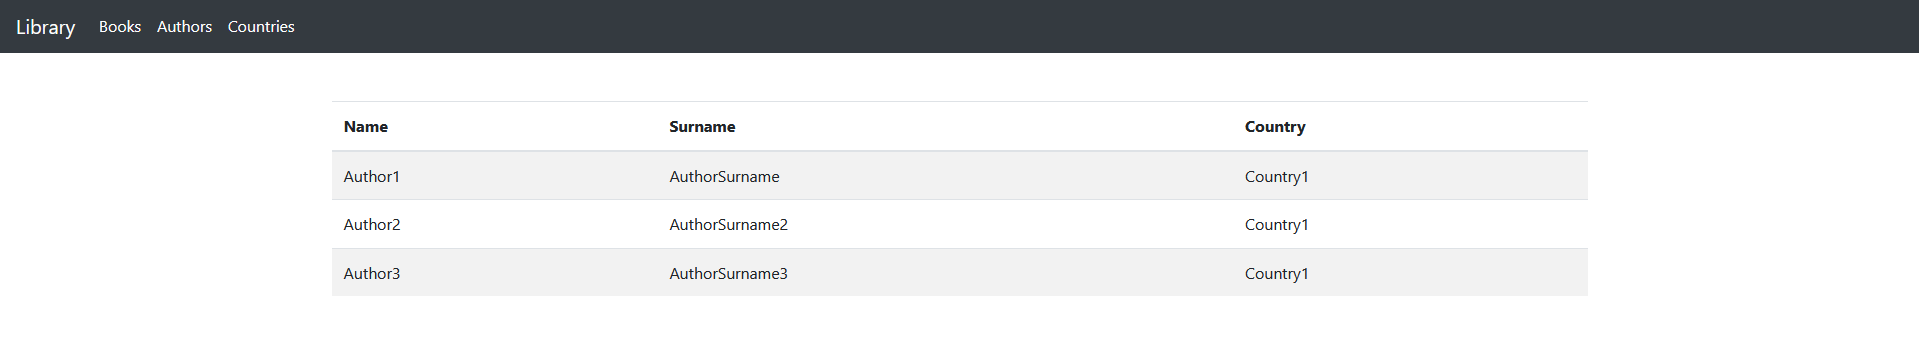 Library Books Authors Countries
Name Surname Country
Author1 AuthorSurname Country1
Author2 AuthorSurname2 Country1
Author3 AuthorSurname3 Country1